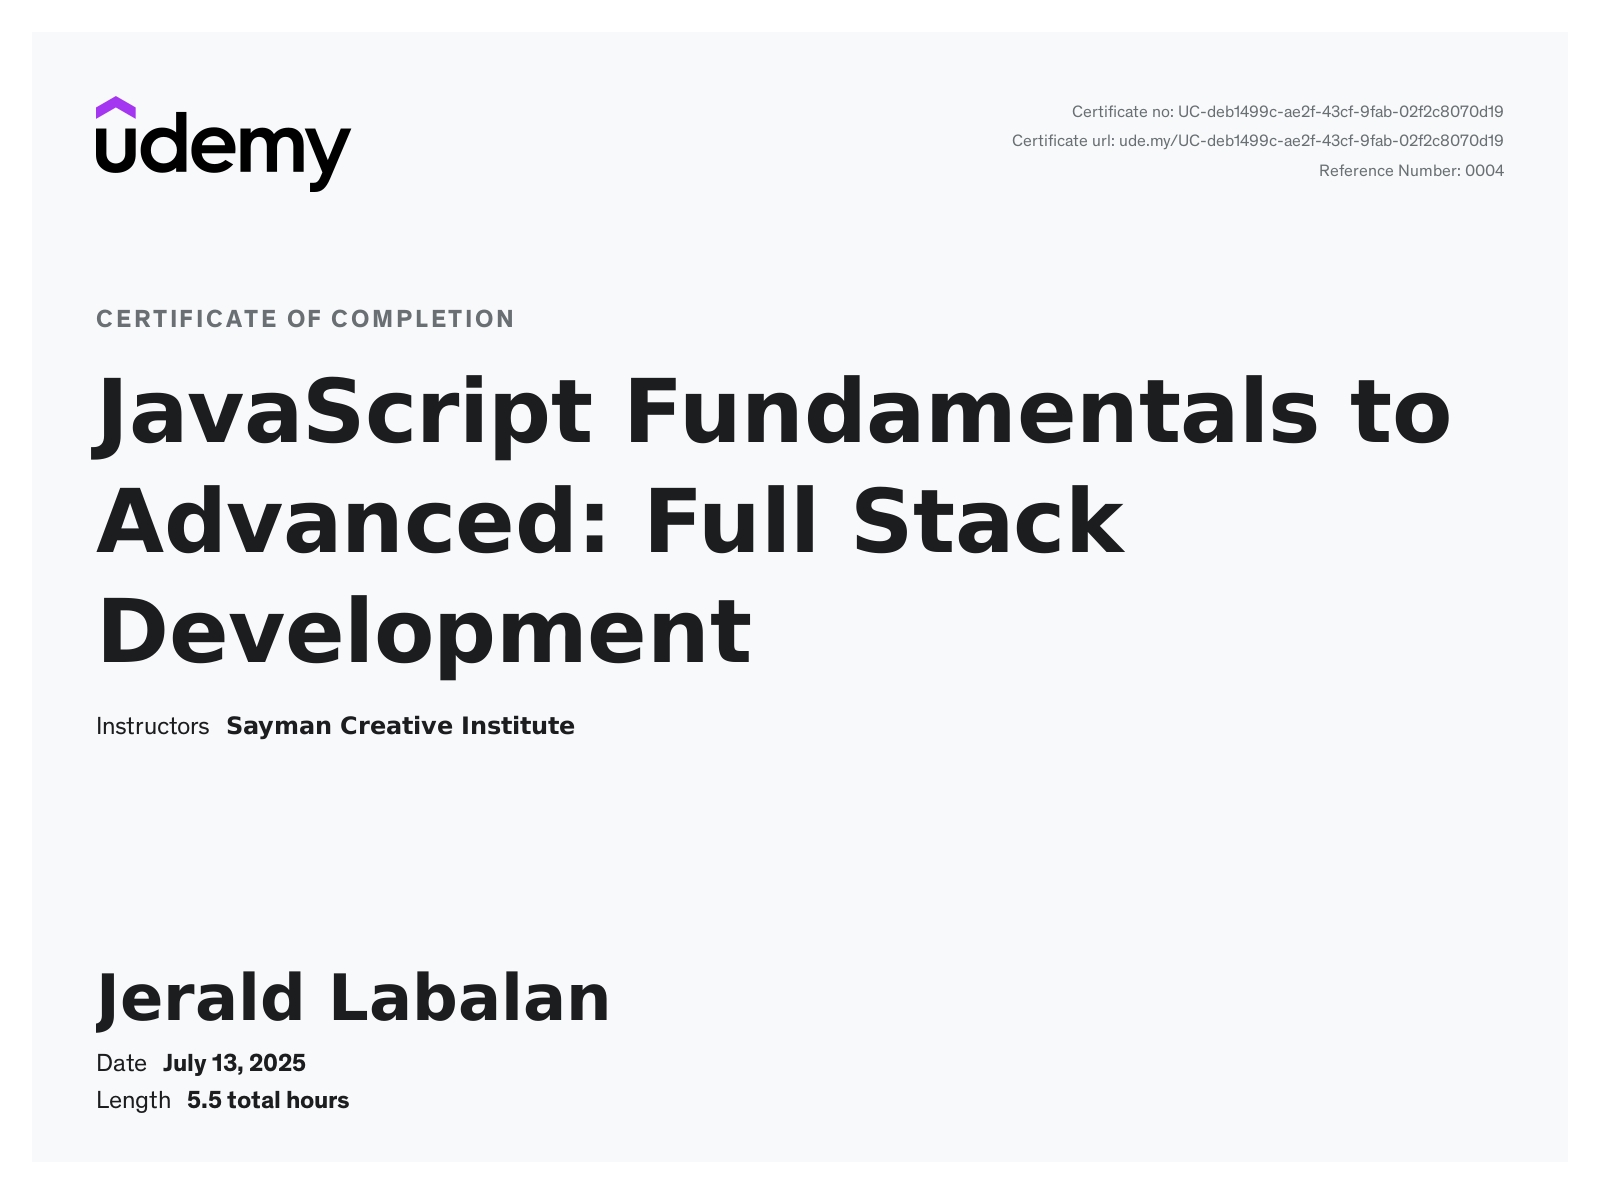 udemy
Certificate no: UC-deb1499c-ae2f-43cf-9fab-02f2c8070d19
Certificate url: ude.my/UC-deb1499c-ae2f-43cf-9fab-02f2c8070d19
Reference Number: 0004
CERTIFICATE OF COMPLETION
JavaScript Fundamentals to
Advanced: Full Stack
Development
Instructors Sayman Creative Institute
Jerald Labalan
Date July 13, 2025
Length 5.5 total hours